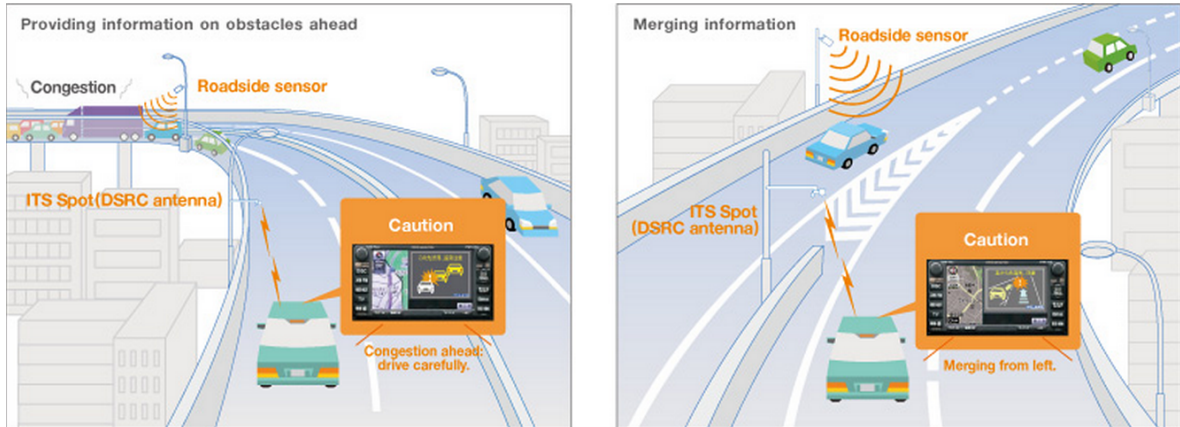 Providing information on obstacles ahead
Congestion
Roadside sensor
ITS Spot(DSRC antenna)
Caution
Congestion ahead:
drive carefully.
Merging information
Roadside sensor
ITS Spot
(DSRC antenna)
Caution
Merging from left.